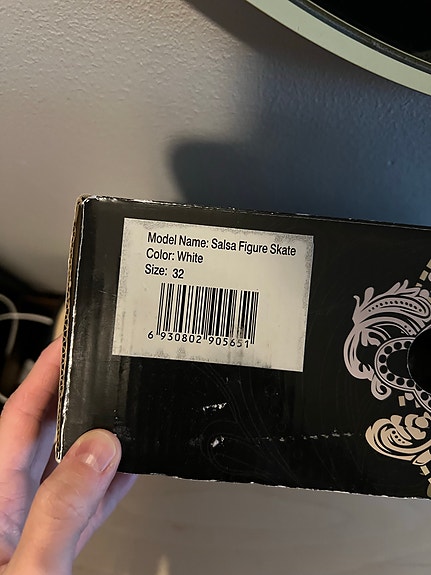 Model Name: Salsa Figure Skate
Color: White
Size: 32
6 930802 905651